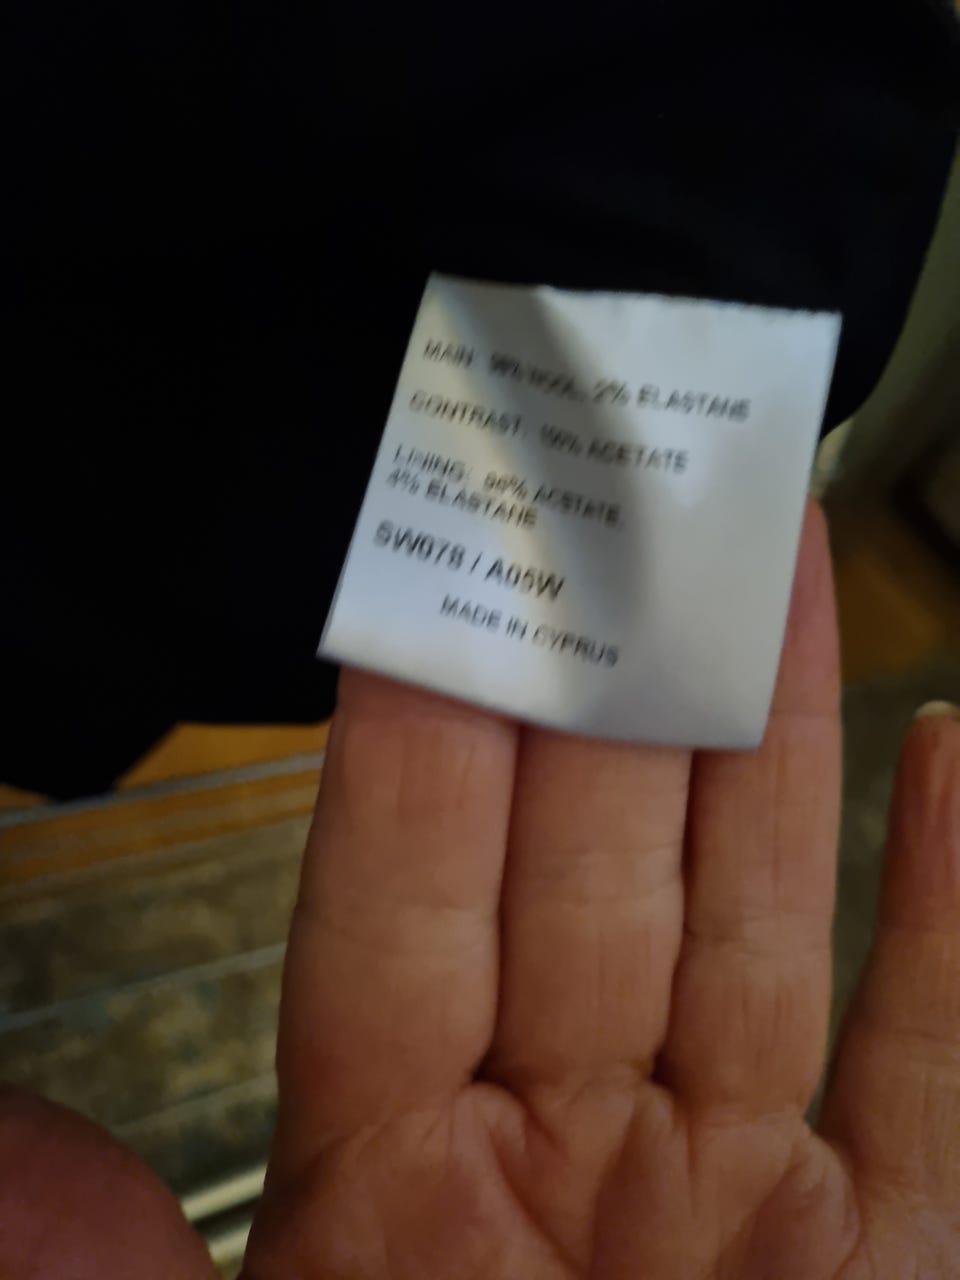 MAIN: 98% WOOL, 2% ELASTANE
CONTRAST: 100% ACETATE
LINING: 96% ACETATE,
4% ELASTANE
SW078 / A05W
MADE IN CYPRUS